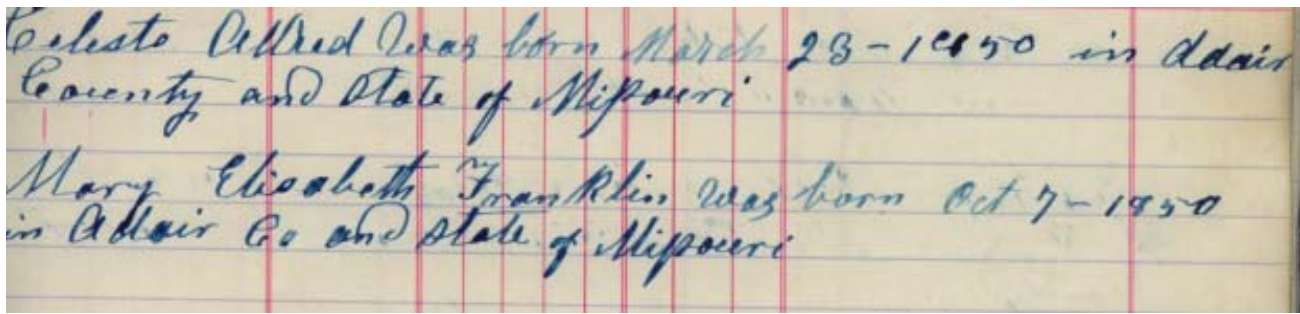 Celesta Allred Was born March 23-1850 in Adair
County and State of Missouri
Mary Elisabeth Franklin Was born Oct 7-1850
in Adair Co and State of Missouri